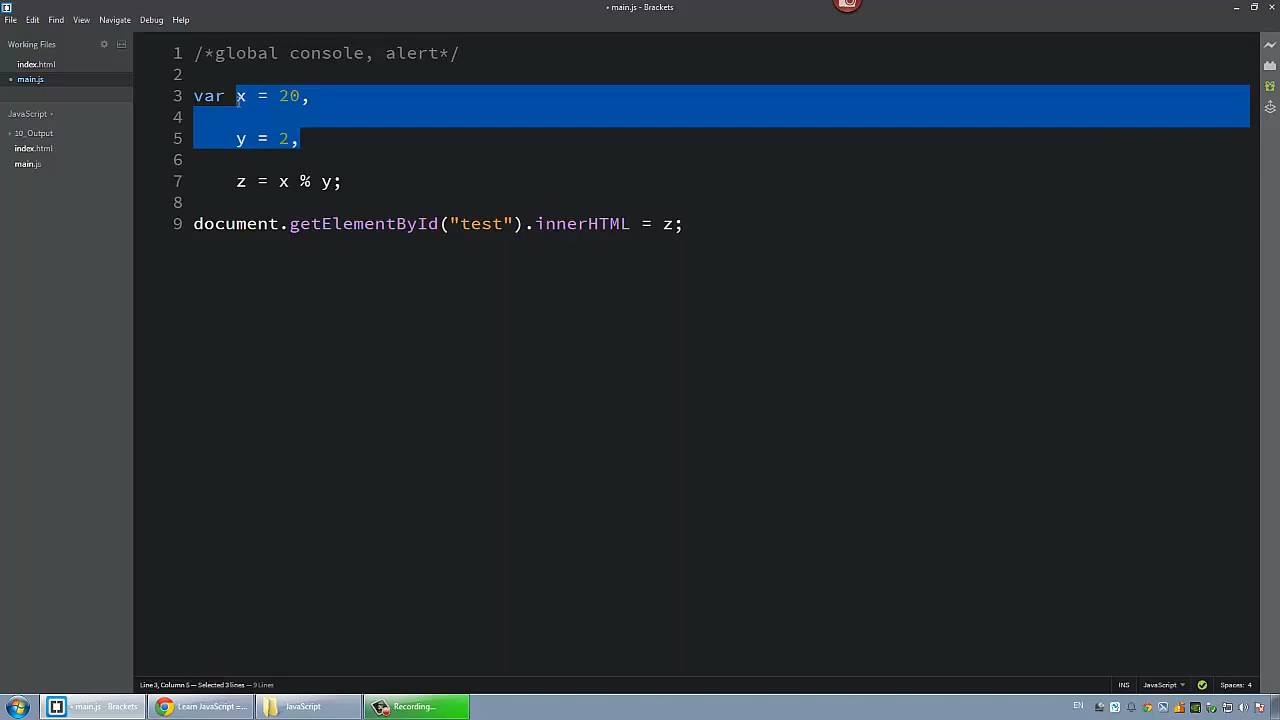 • main.js - Brackets
File Edit Find View Navigate Debug Help
Working Files
index.html
• main.js
JavaScript
10_Output
index.html
main.js
1 /*global console, alert*/
2
3 var x = 20,
4
5 y = 2,
6
7 z = x % y;
8
9 document.getElementById("test").innerHTML = z;
Line 3, Column 5 — Selected 3 lines — 9 Lines
INS JavaScript Spaces: 4
• main.js - Brackets
Learn JavaScript =...
JavaScript
Recording...
EN